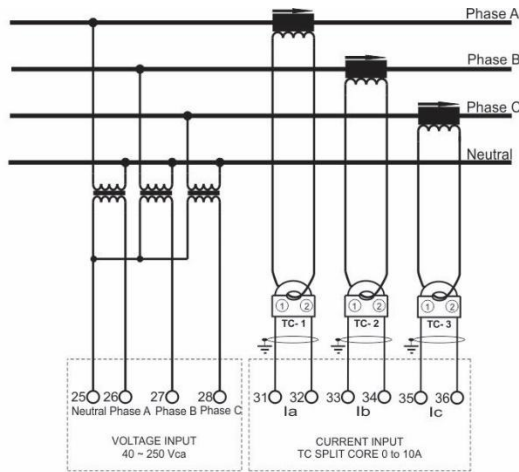 Phase A
Phase B
Phase C
Neutral
1 2 1 2 1 2
TC- 1 TC- 2 TC- 3
25 26 27 28 31 32 33 34 35 36
Neutral Phase A Phase B Phase C Ia Ib Ic
VOLTAGE INPUT
40 ~ 250 Vca
CURRENT INPUT
TC SPLIT CORE 0 to 10A